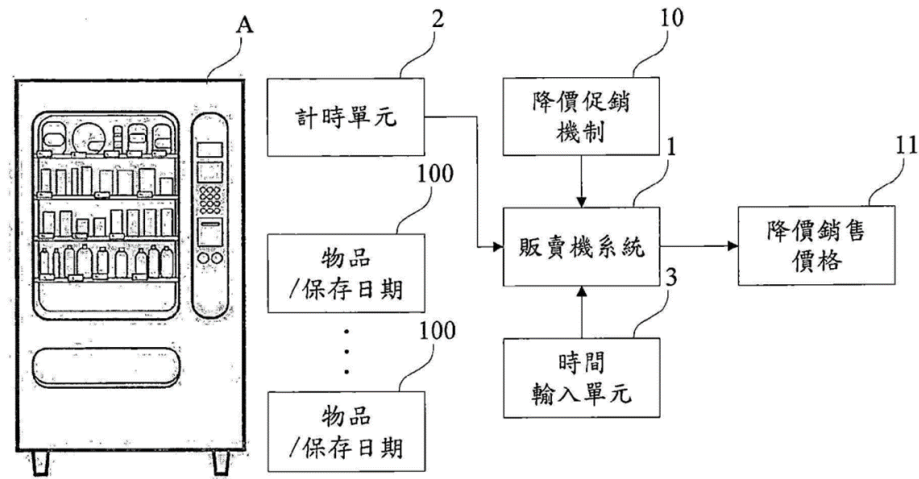 A
2
計時單元
10
降價促銷
機制
1
販賣機系統
11
降價銷售
價格
100
物品
/保存日期
100
物品
/保存日期
3
時間
輸入單元